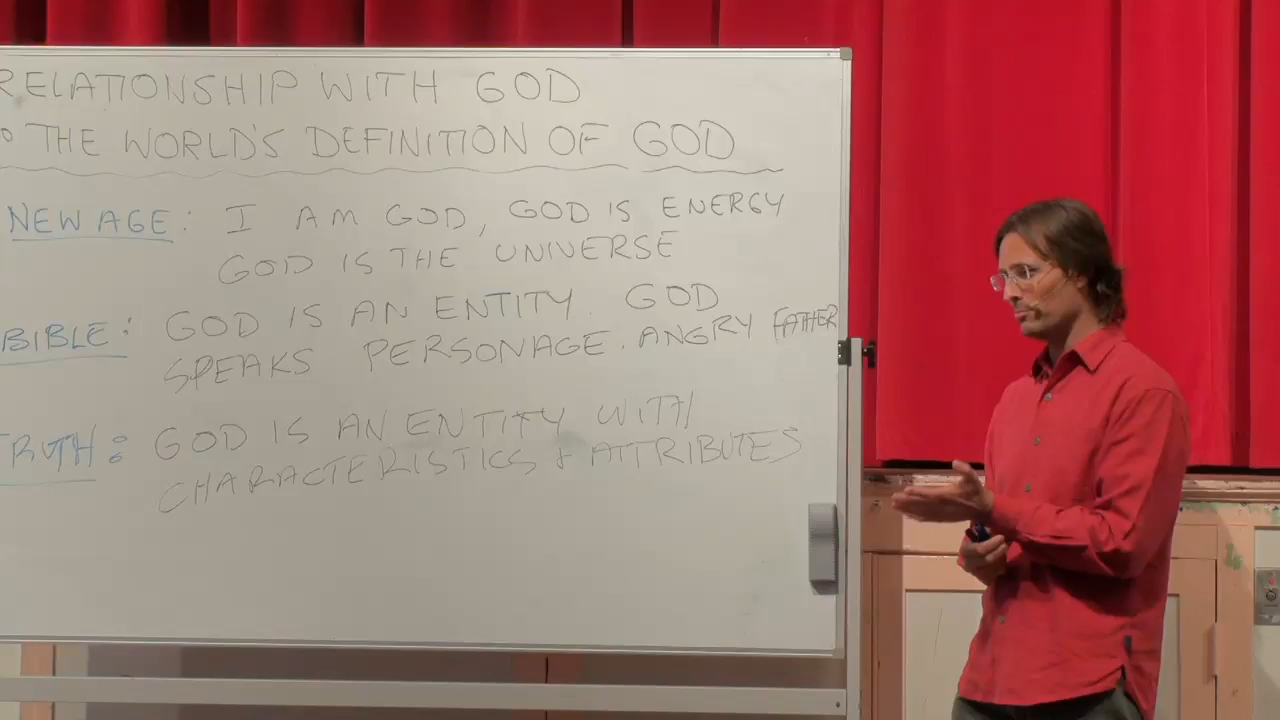 RELATIONSHIP WITH GOD
THE WORLD'S DEFINITION OF GOD
NEW AGE: I AM GOD, GOD IS ENERGY
GOD IS THE UNIVERSE
BIBLE: GOD IS AN ENTITY. GOD
SPEAKS PERSONAGE. ANGRY FATHER
TRUTH: GOD IS AN ENTITY WITH
CHARACTERISTICS + ATTRIBUTES